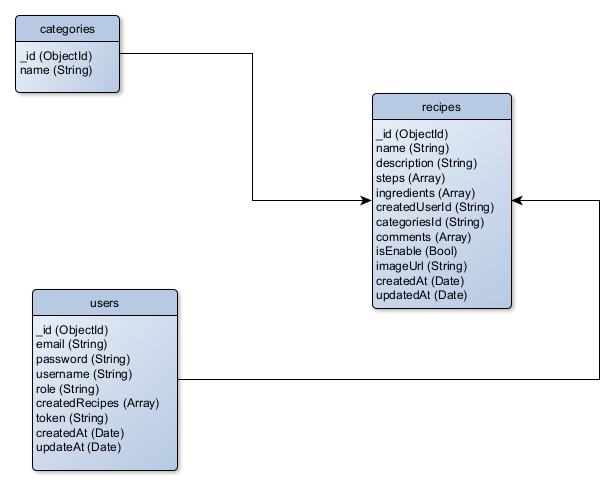 categories
_id (ObjectId)
name (String)
recipes
_id (ObjectId)
name (String)
description (String)
steps (Array)
ingredients (Array)
createdUserId (String)
categoriesId (String)
comments (Array)
isEnable (Bool)
imageUrl (String)
createdAt (Date)
updatedAt (Date)
users
_id (ObjectId)
email (String)
password (String)
username (String)
role (String)
createdRecipes (Array)
token (String)
createdAt (Date)
updateAt (Date)